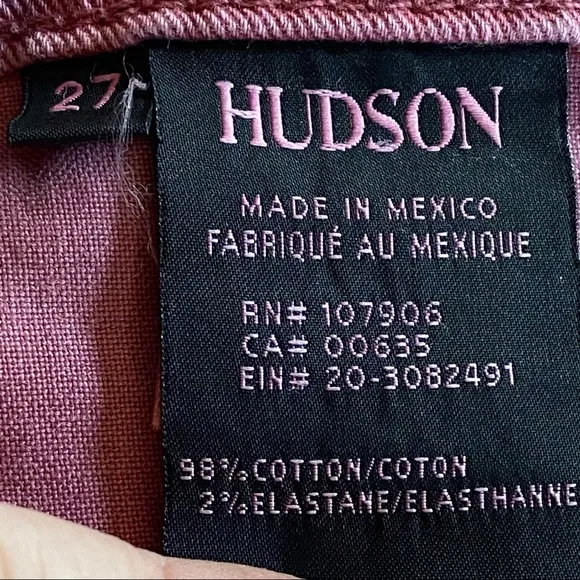 27
HUDSON
MADE IN MEXICO
FABRIQUÉ AU MEXIQUE
RN# 107906
CA# 00635
EIN# 20-3082491
98% COTTON/COTON
2% ELASTANE/ELASTHANNE